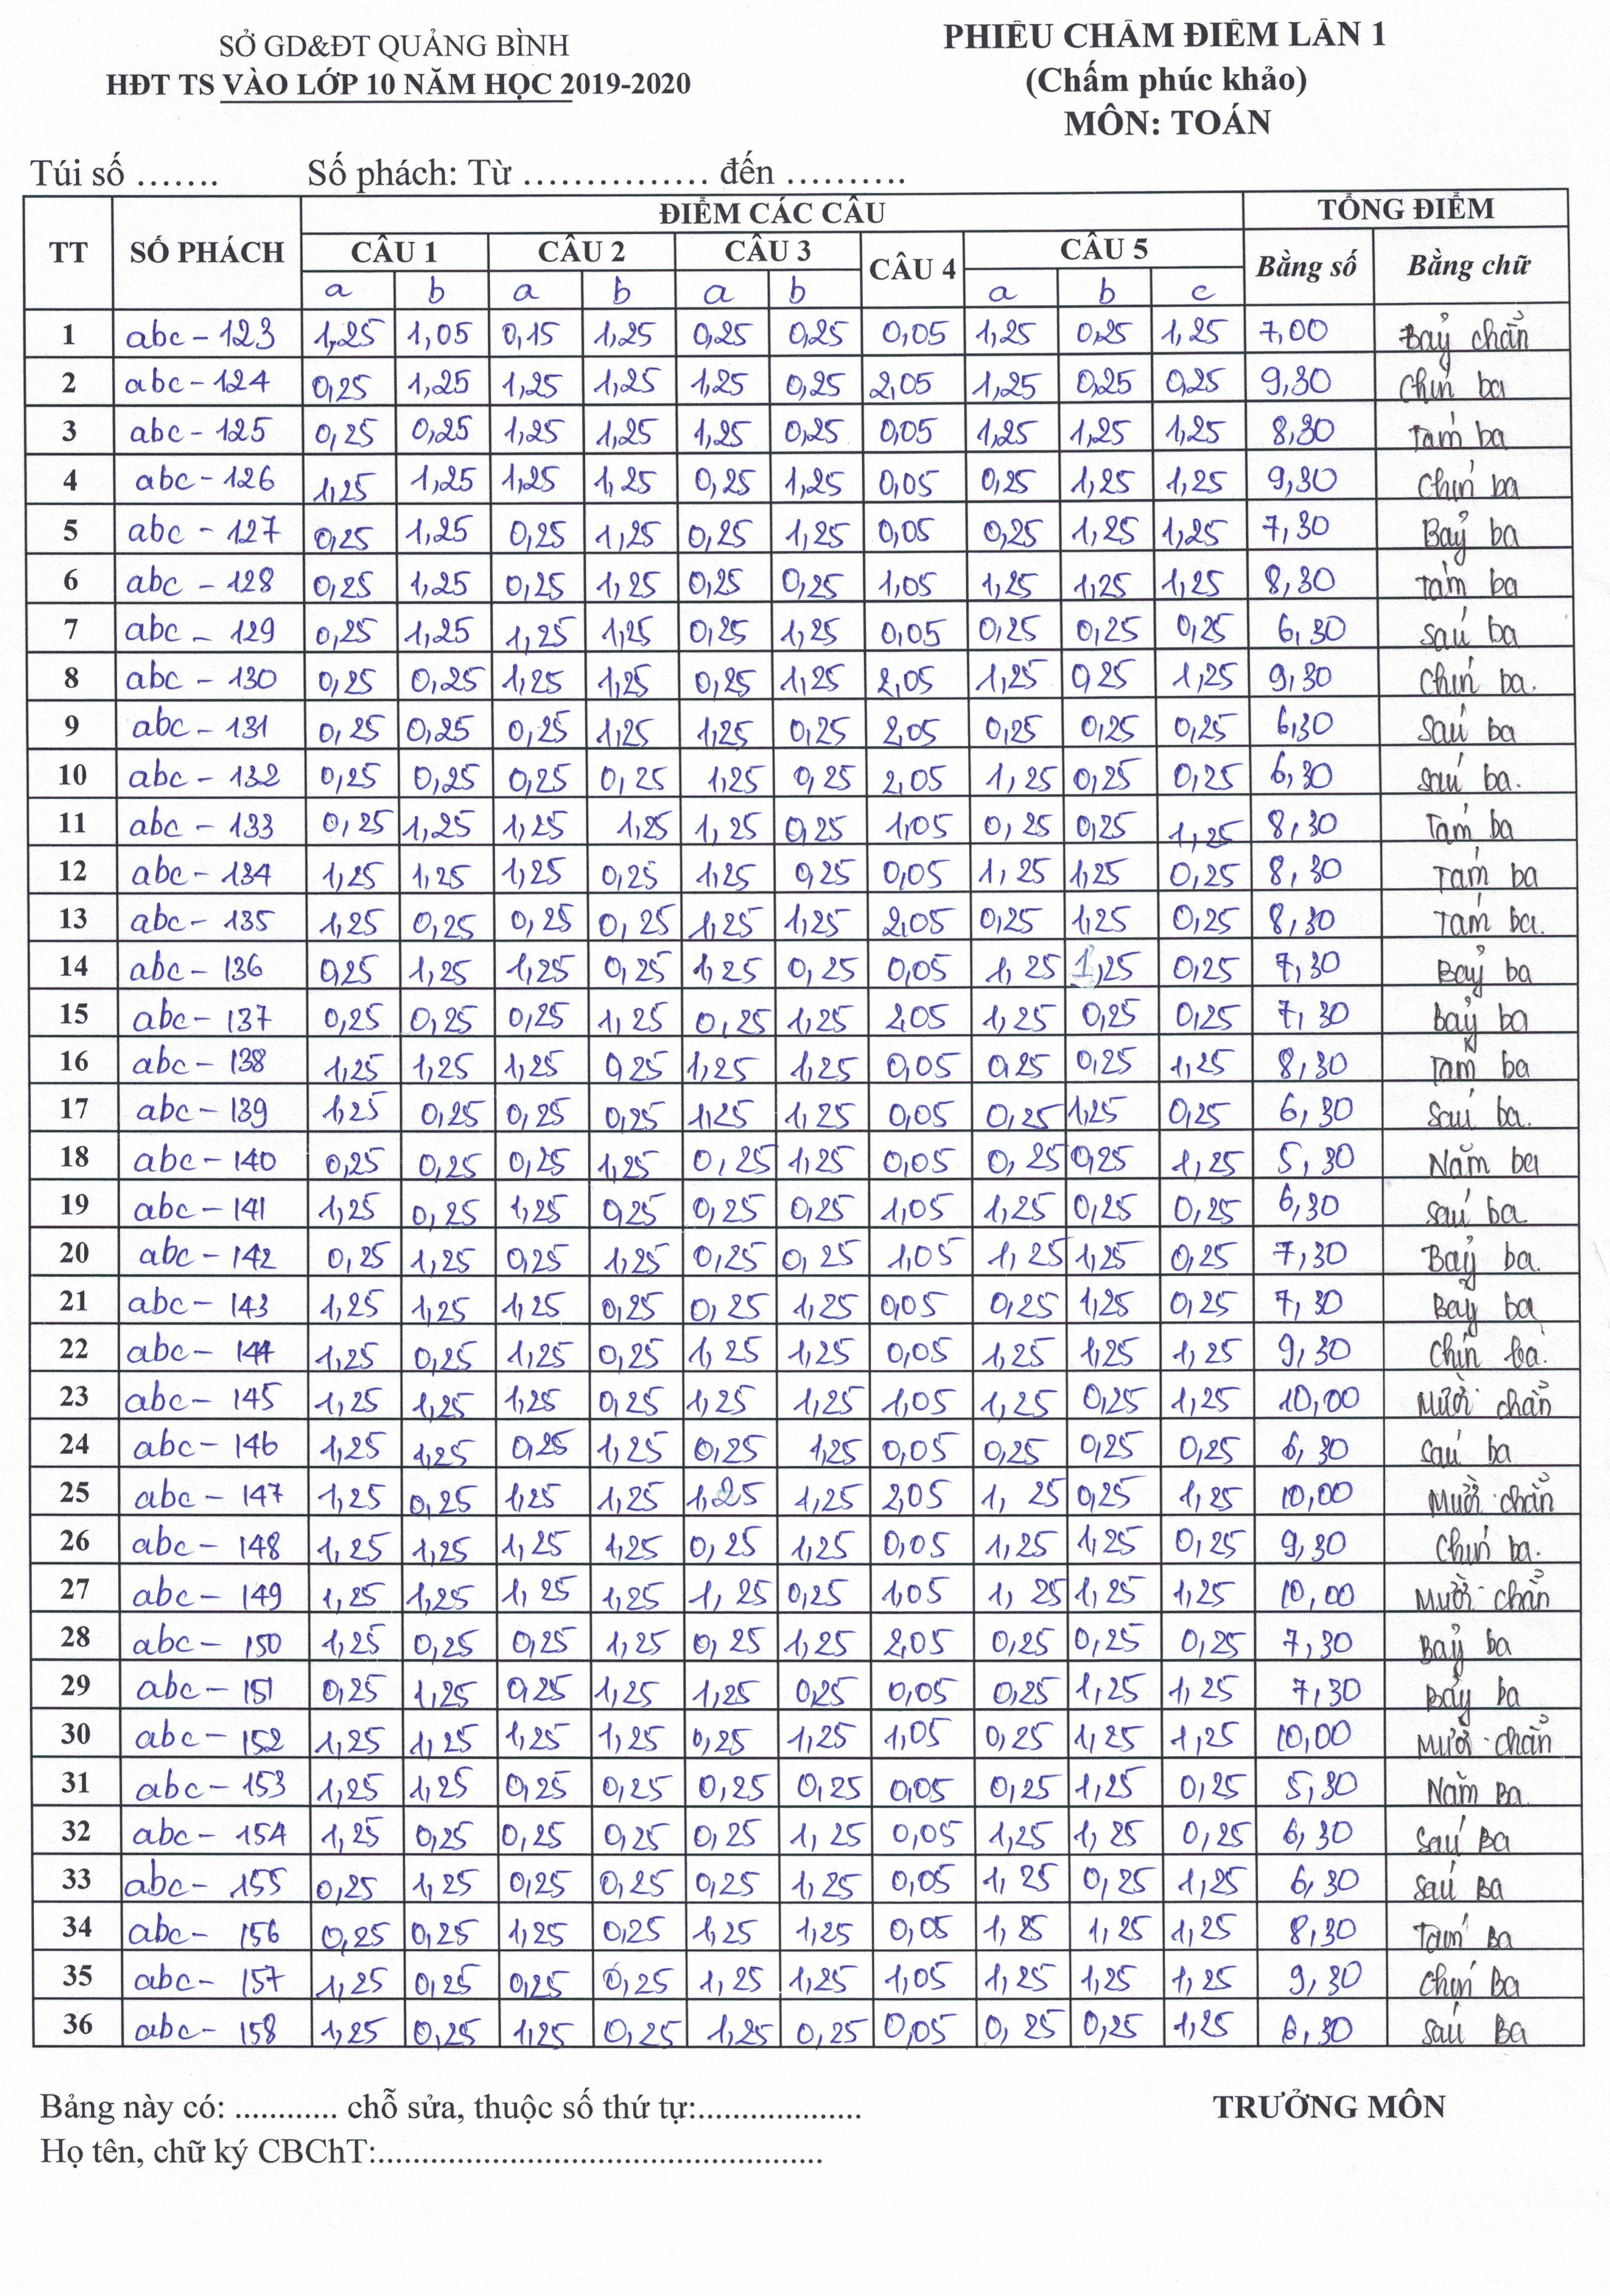 SỞ GD&ĐT QUẢNG BÌNH
HĐT TS VÀO LỚP 10 NĂM HỌC 2019-2020
PHIẾU CHẤM ĐIỂM LẦN 1
(Chấm phúc khảo)
MÔN: TOÁN
Túi số ....... Số phách: Từ ............... đến ..........
TT SỐ PHÁCH ĐIỂM CÁC CÂU TỔNG ĐIỂM
CÂU 1 CÂU 2 CÂU 3 CÂU 4 CÂU 5 Bằng số Bằng chữ
a b a b a b a b c
1 abc - 123 1,25 1,05 0,15 1,25 0,25 0,25 0,05 1,25 0,25 1,25 7,00 Bảy chẵn
2 abc - 124 0,25 1,25 1,25 1,25 1,25 0,25 2,05 1,25 0,25 0,25 9,30 Chín ba
3 abc - 125 0,25 0,25 1,25 1,25 1,25 0,25 0,05 1,25 1,25 1,25 8,30 Tám ba
4 abc - 126 1,25 1,25 1,25 1,25 0,25 1,25 0,05 0,25 1,25 1,25 9,30 Chín ba
5 abc - 127 0,25 1,25 0,25 1,25 0,25 1,25 0,05 0,25 1,25 1,25 7,30 Bảy ba
6 abc - 128 0,25 1,25 0,25 1,25 0,25 0,25 1,05 1,25 1,25 1,25 8,30 Tám ba
7 abc - 129 0,25 1,25 1,25 1,25 0,25 1,25 0,05 0,25 0,25 0,25 6,30 Sáu ba
8 abc - 130 0,25 0,25 1,25 1,25 0,25 1,25 2,05 1,25 0,25 1,25 9,30 Chín ba.
9 abc - 131 0,25 0,25 0,25 1,25 1,25 0,25 2,05 0,25 0,25 0,25 6,30 Sáu ba
10 abc - 132 0,25 0,25 0,25 0,25 1,25 0,25 2,05 1,25 0,25 0,25 6,30 Sáu ba.
11 abc - 133 0,25 1,25 1,25 1,25 1,25 0,25 1,05 0,25 0,25 1,25 8,30 Tám ba
12 abc - 134 1,25 1,25 1,25 0,25 1,25 0,25 0,05 1,25 1,25 0,25 8,30 Tám ba
13 abc - 135 1,25 0,25 0,25 0,25 1,25 1,25 2,05 0,25 1,25 0,25 8,30 Tám ba.
14 abc - 136 0,25 1,25 1,25 0,25 1,25 0,25 0,05 1,25 1,25 0,25 7,30 Bảy ba
15 abc - 137 0,25 0,25 0,25 1,25 0,25 1,25 2,05 1,25 0,25 0,25 7,30 Bảy ba
16 abc - 138 1,25 1,25 1,25 0,25 1,25 1,25 0,05 0,25 0,25 1,25 8,30 Tám ba
17 abc - 139 1,25 0,25 0,25 0,25 1,25 1,25 0,05 0,25 1,25 0,25 6,30 Sáu ba.
18 abc - 140 0,25 0,25 0,25 1,25 0,25 1,25 0,05 0,25 0,25 1,25 5,30 Năm ba
19 abc - 141 1,25 0,25 1,25 0,25 0,25 0,25 1,05 1,25 0,25 0,25 6,30 Sáu ba.
20 abc - 142 0,25 1,25 0,25 1,25 0,25 0,25 1,05 1,25 1,25 0,25 7,30 Bảy ba.
21 abc - 143 1,25 1,25 1,25 0,25 0,25 1,25 0,05 0,25 1,25 0,25 7,30 Bảy ba
22 abc - 144 1,25 0,25 1,25 0,25 1,25 1,25 0,05 1,25 1,25 1,25 9,30 Chín ba.
23 abc - 145 1,25 1,25 1,25 0,25 1,25 1,25 1,05 1,25 0,25 1,25 10,00 Mười chẵn
24 abc - 146 1,25 1,25 0,25 1,25 0,25 1,25 0,05 0,25 0,25 0,25 6,30 Sáu ba
25 abc - 147 1,25 0,25 1,25 1,25 1,25 1,25 2,05 1,25 0,25 1,25 10,00 Mười chẵn
26 abc - 148 1,25 1,25 1,25 1,25 0,25 1,25 0,05 1,25 1,25 0,25 9,30 Chín ba.
27 abc - 149 1,25 1,25 1,25 1,25 1,25 0,25 1,05 1,25 1,25 1,25 10,00 Mười chẵn
28 abc - 150 1,25 0,25 0,25 1,25 0,25 1,25 2,05 0,25 0,25 0,25 7,30 Bảy ba
29 abc - 151 0,25 1,25 0,25 1,25 1,25 0,25 0,05 0,25 1,25 1,25 7,30 Bảy ba
30 abc - 152 1,25 1,25 1,25 1,25 0,25 1,25 1,05 0,25 1,25 1,25 10,00 Mười chẵn
31 abc - 153 1,25 1,25 0,25 0,25 0,25 0,25 0,05 0,25 1,25 0,25 5,30 Năm Ba.
32 abc - 154 1,25 0,25 0,25 0,25 0,25 1,25 0,05 1,25 1,25 0,25 6,30 Sáu Ba
33 abc - 155 0,25 1,25 0,25 0,25 0,25 1,25 0,05 1,25 0,25 1,25 6,30 Sáu Ba
34 abc - 156 0,25 0,25 1,25 0,25 1,25 1,25 0,05 1,25 1,25 1,25 8,30 Tám Ba
35 abc - 157 1,25 0,25 0,25 0,25 1,25 1,25 1,05 1,25 1,25 1,25 9,30 Chín Ba
36 abc - 158 1,25 0,25 1,25 0,25 1,25 0,25 0,05 0,25 0,25 1,25 6,30 Sáu Ba
Bảng này có: ............ chỗ sửa, thuộc số thứ tự:...................
TRƯỞNG MÔN
Họ tên, chữ ký CBChT:...................................................